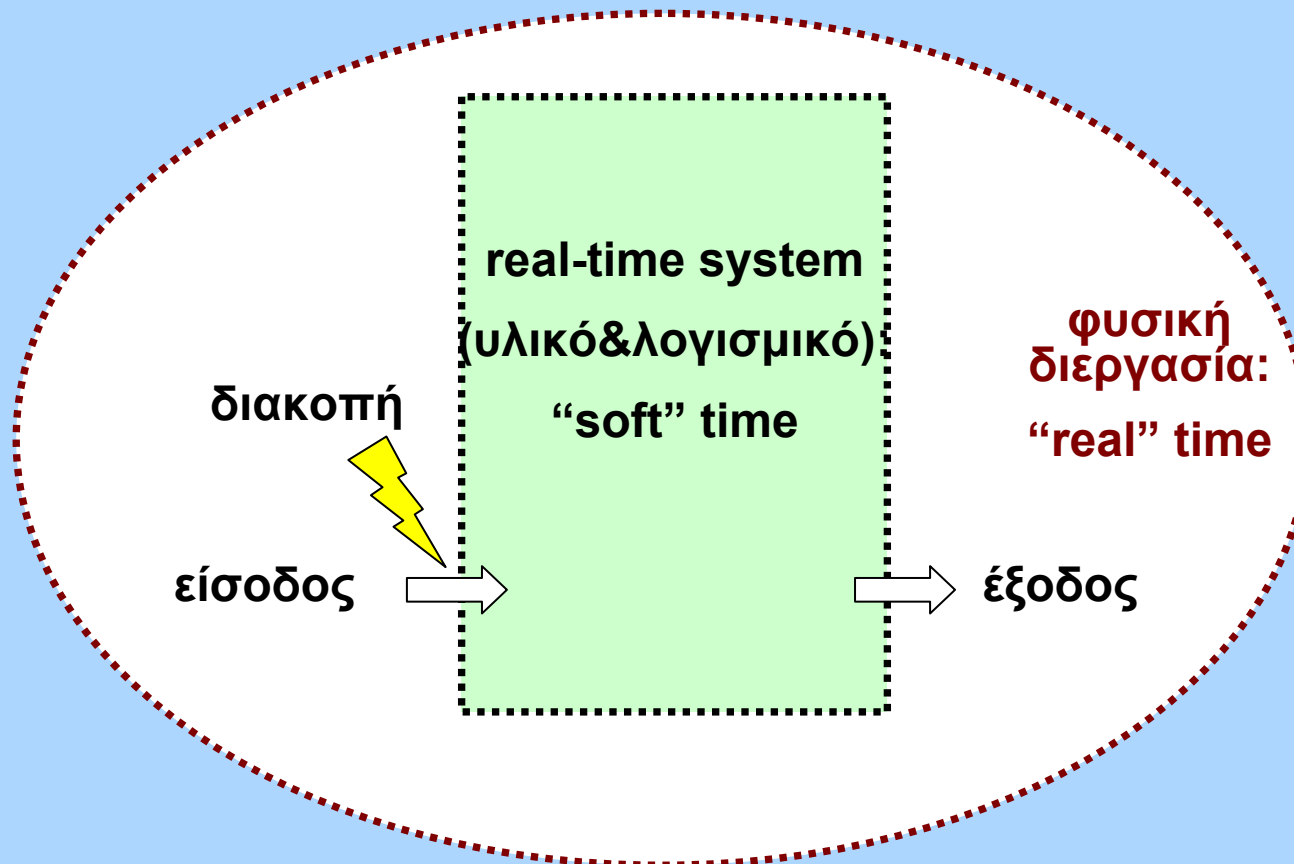 real-time system
(υλικό&λογισμικό):
“soft” time
φυσική
διεργασία:
“real” time
διακοπή
είσοδος
έξοδος